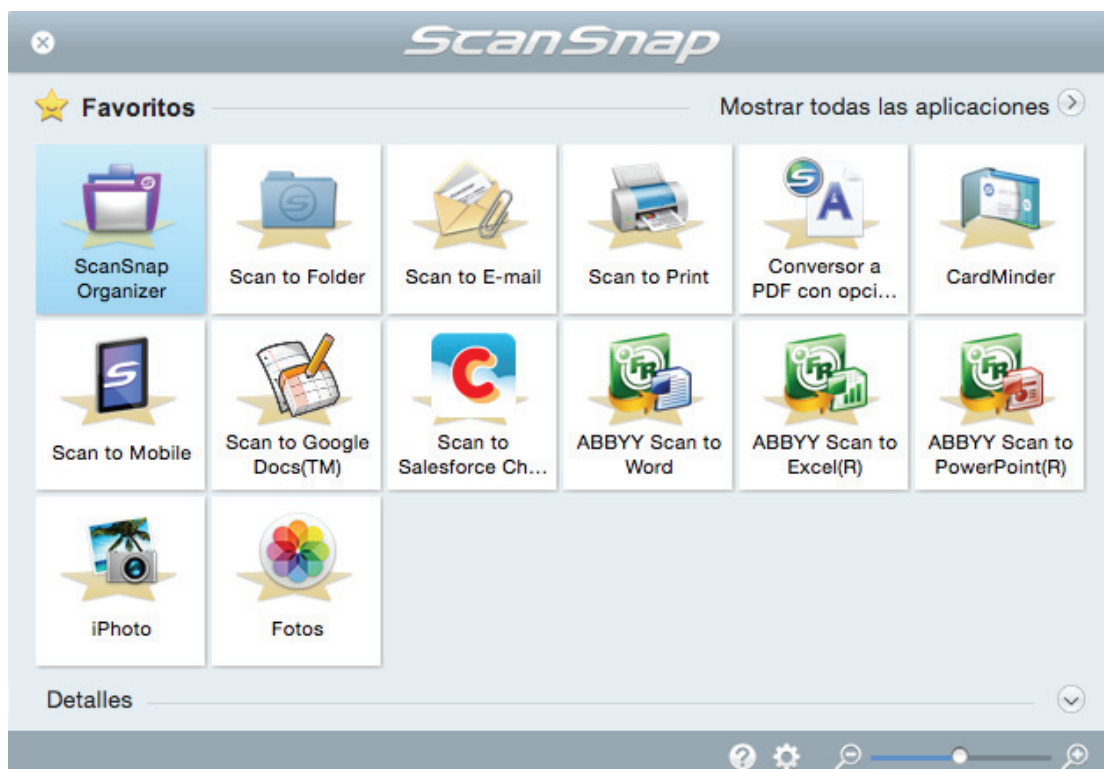 ScanSnap
Favoritos
Mostrar todas las aplicaciones
ScanSnap
Organizer
Scan to Folder
Scan to E-mail
Scan to Print
Conversor a
PDF con opci...
CardMinder
Scan to Mobile
Scan to Google
Docs(TM)
Scan to
Salesforce Ch...
ABBYY Scan to
Word
ABBYY Scan to
Excel(R)
ABBYY Scan to
PowerPoint(R)
iPhoto
Fotos
Detalles